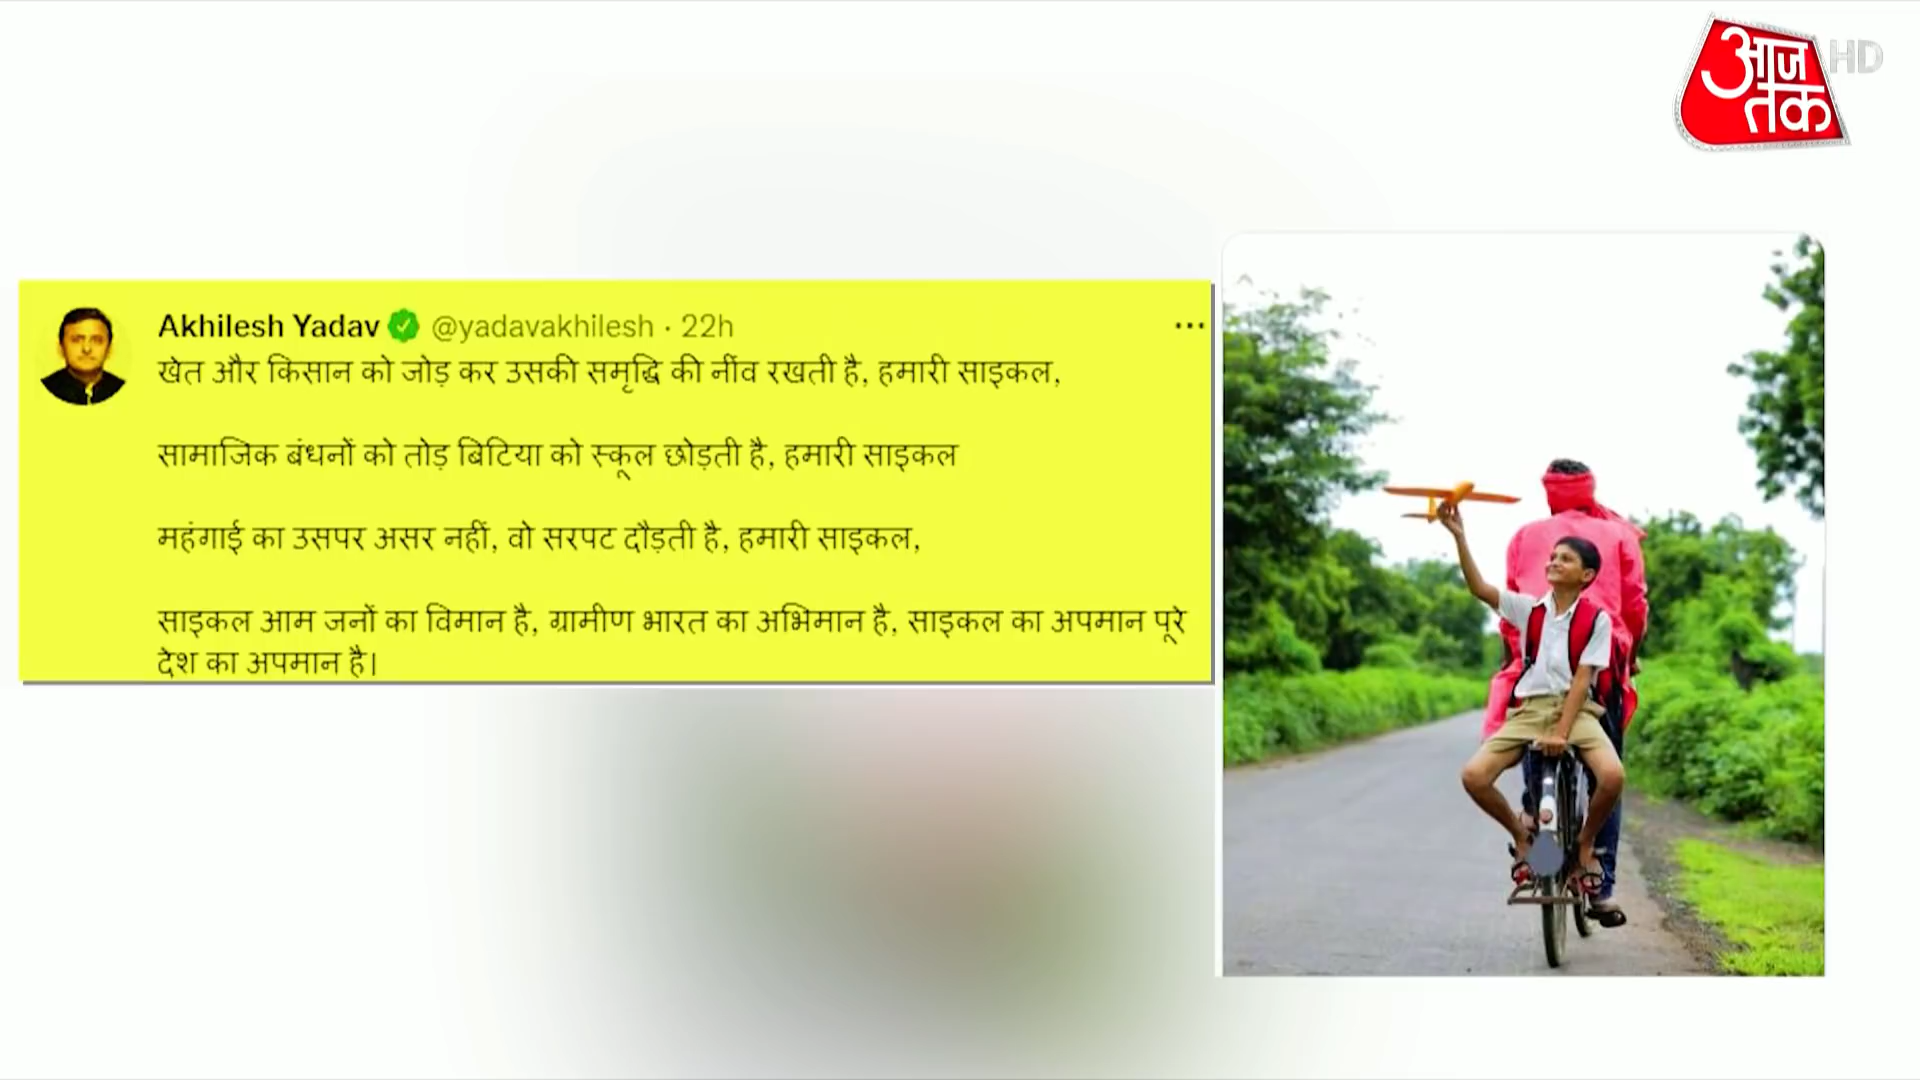 आज
तक
HD
Akhilesh Yadav @yadavakhilesh · 22h
खेत और किसान को जोड़ कर उसकी समृद्धि की नींव रखती है, हमारी साइकल,
सामाजिक बंधनों को तोड़ बिटिया को स्कूल छोड़ती है, हमारी साइकल
महंगाई का उसपर असर नहीं, वो सरपट दौड़ती है, हमारी साइकल,
साइकल आम जनों का विमान है, ग्रामीण भारत का अभिमान है, साइकल का अपमान पूरे
देश का अपमान है।